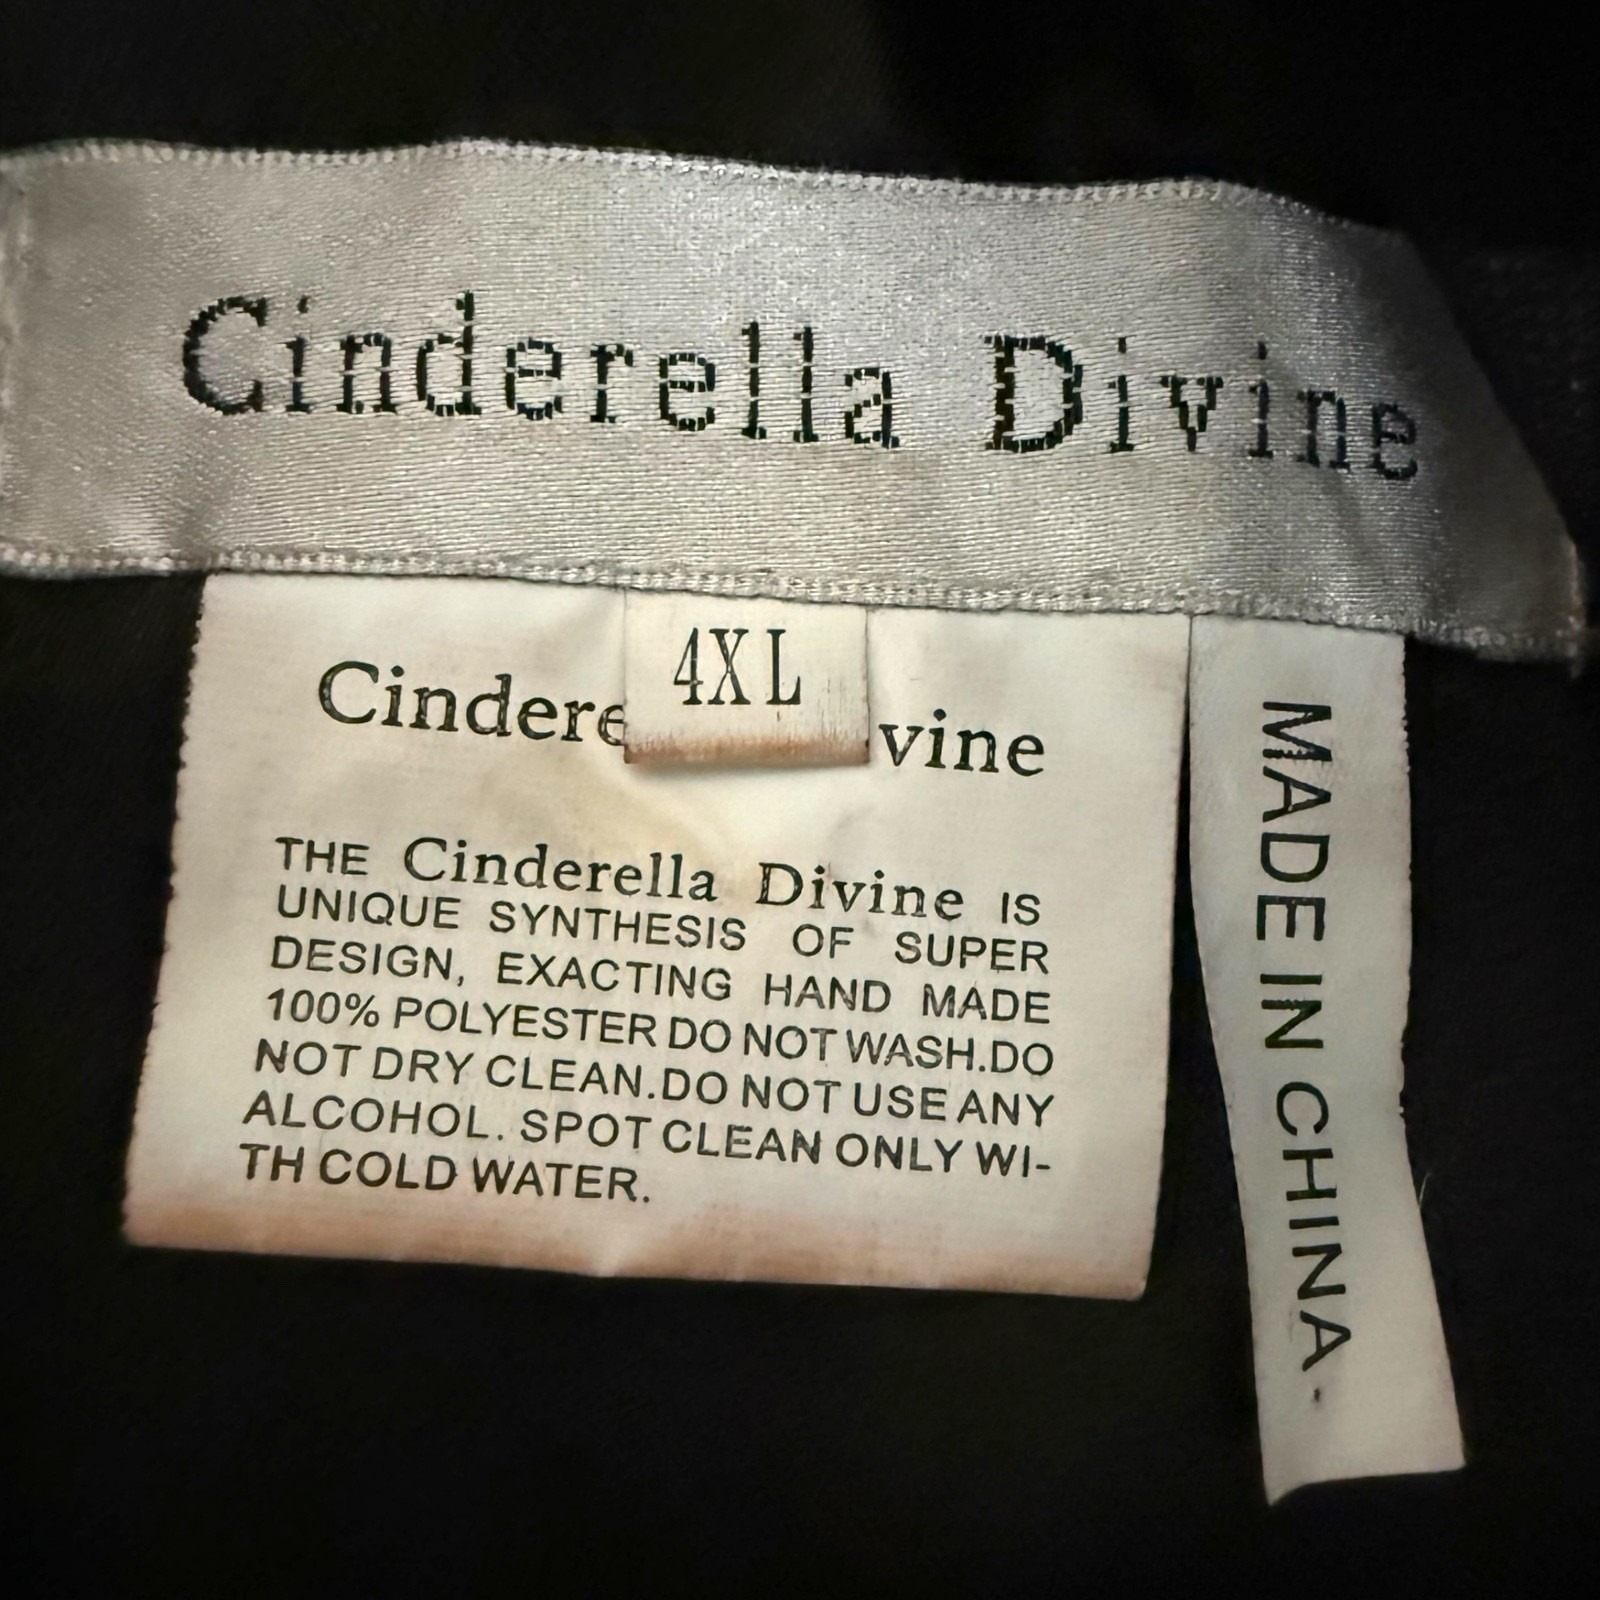 Cinderella Divine
4XL
Cindere vine
THE Cinderella Divine IS
UNIQUE SYNTHESIS OF SUPER
DESIGN, EXACTING HAND MADE
100% POLYESTER DO NOT WASH.DO
NOT DRY CLEAN.DO NOT USE ANY
ALCOHOL. SPOT CLEAN ONLY WI-
TH COLD WATER.
MADE IN CHINA